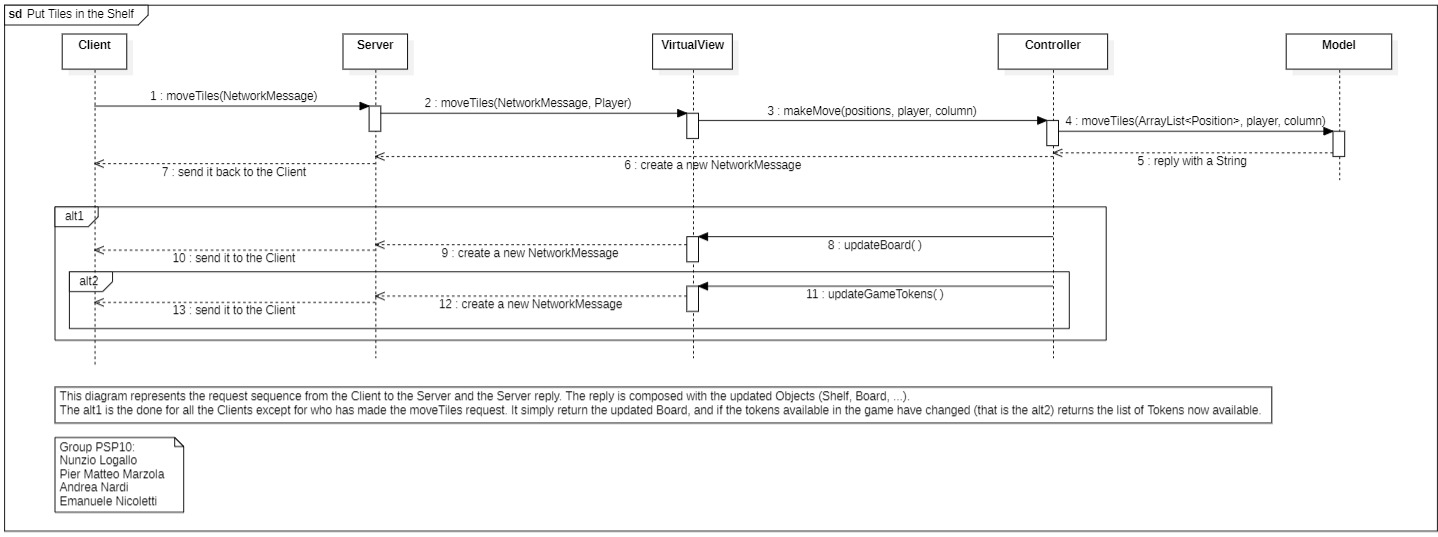 sd Put Tiles in the Shelf
Client
Server
VirtualView
Controller
Model
1 : moveTiles(NetworkMessage)
2 : moveTiles(NetworkMessage, Player)
3 : makeMove(positions, player, column)
4 : moveTiles(ArrayList<Position>, player, column)
5 : reply with a String
6 : create a new NetworkMessage
7 : send it back to the Client
alt1
8 : updateBoard( )
9 : create a new NetworkMessage
10 : send it to the Client
alt2
11 : updateGameTokens( )
12 : create a new NetworkMessage
13 : send it to the Client
This diagram represents the request sequence from the Client to the Server and the Server reply. The reply is composed with the updated Objects (Shelf, Board, ...).
The alt1 is the done for all the Clients except for who has made the moveTiles request. It simply return the updated Board, and if the tokens available in the game have changed (that is the alt2) returns the list of Tokens now available.
Group PSP10:
Nunzio Logallo
Pier Matteo Marzola
Andrea Nardi
Emanuele Nicoletti